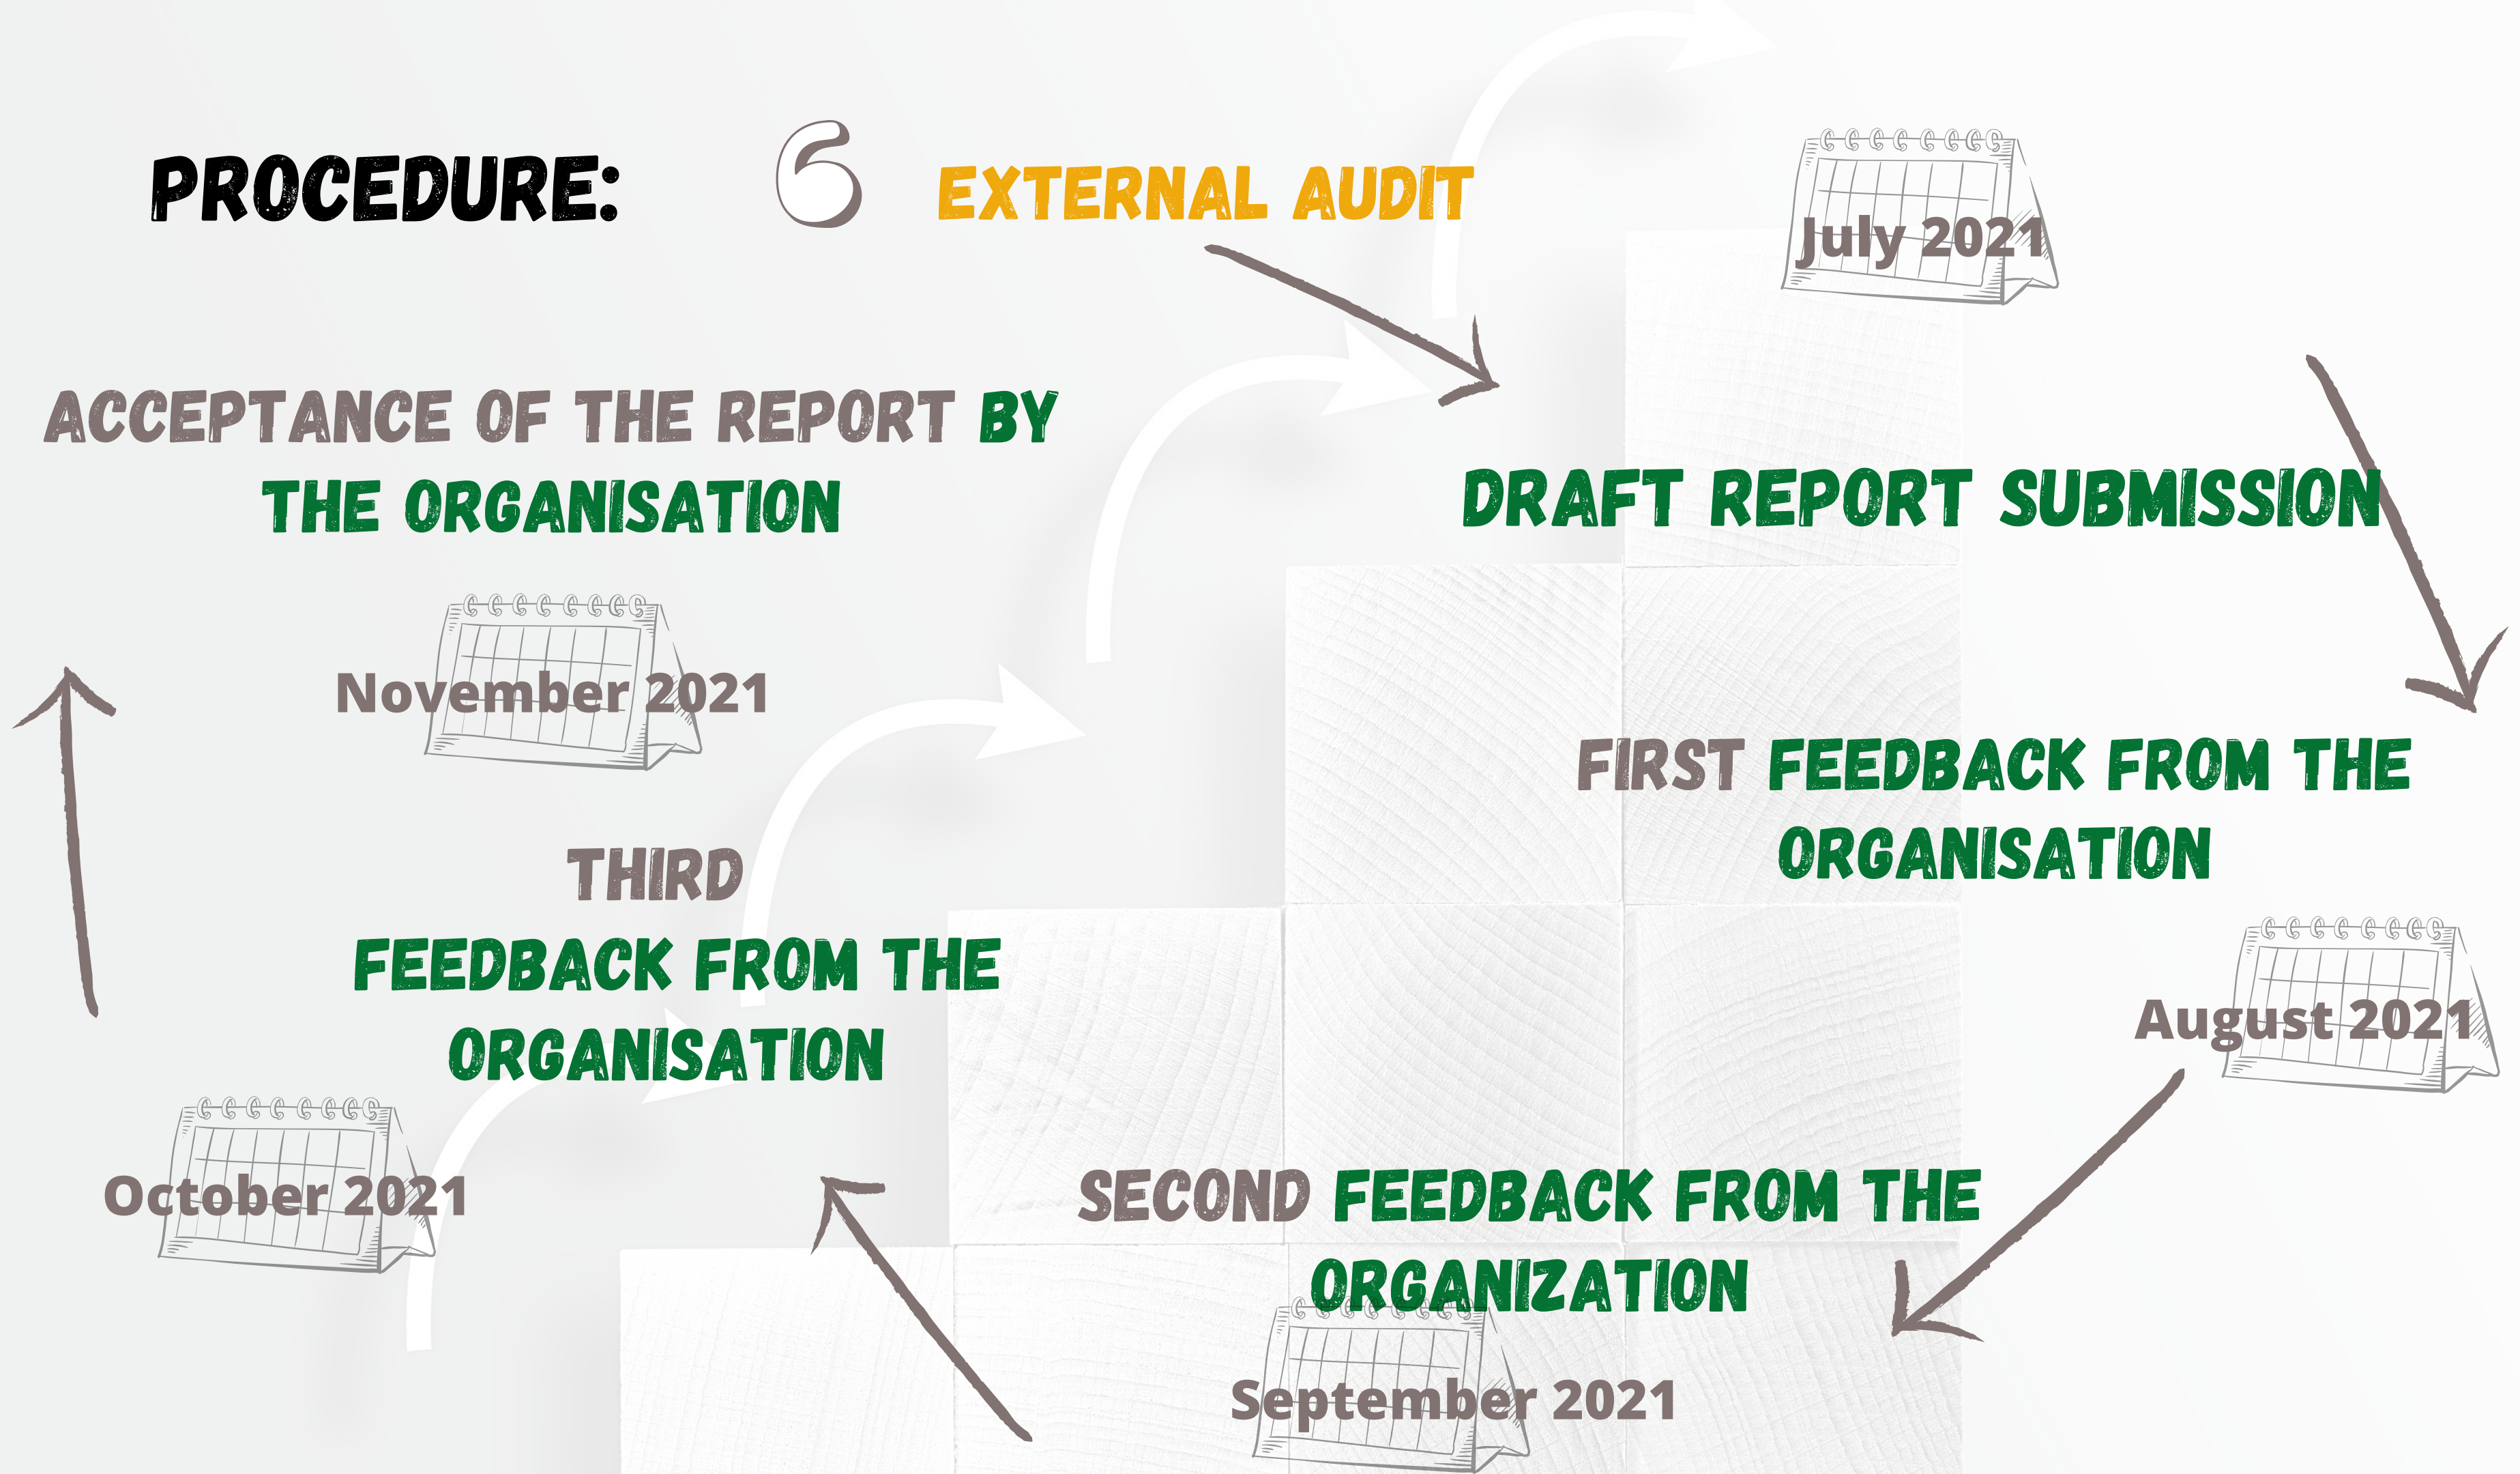 PROCEDURE:
6
EXTERNAL AUDIT
July 2021
DRAFT REPORT SUBMISSION
FIRST FEEDBACK FROM THE
ORGANISATION
August 2021
SECOND FEEDBACK FROM THE
ORGANIZATION
September 2021
THIRD
FEEDBACK FROM THE
ORGANISATION
October 2021
ACCEPTANCE OF THE REPORT BY
THE ORGANISATION
November 2021